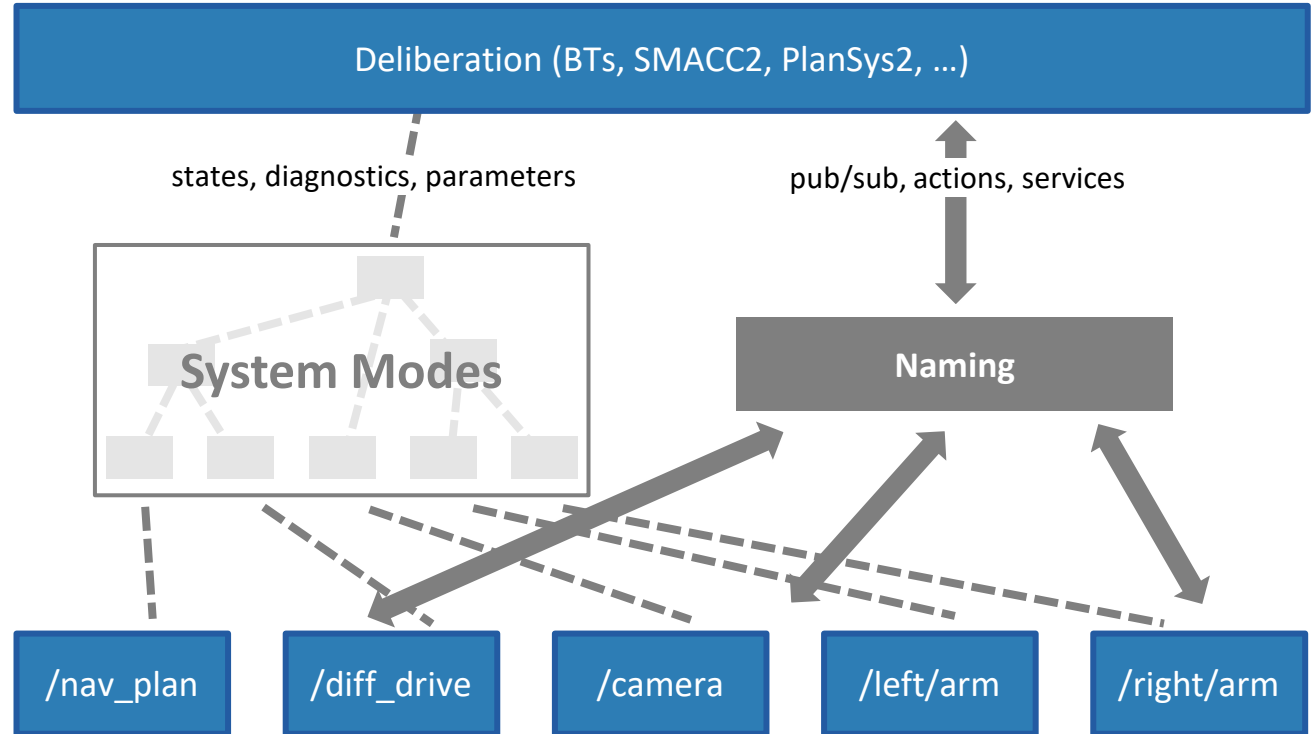 Deliberation (BTs, SMACC2, PlanSys2, …)
states, diagnostics, parameters
pub/sub, actions, services
System Modes
Naming
/nav_plan
/diff_drive
/camera
/left/arm
/right/arm